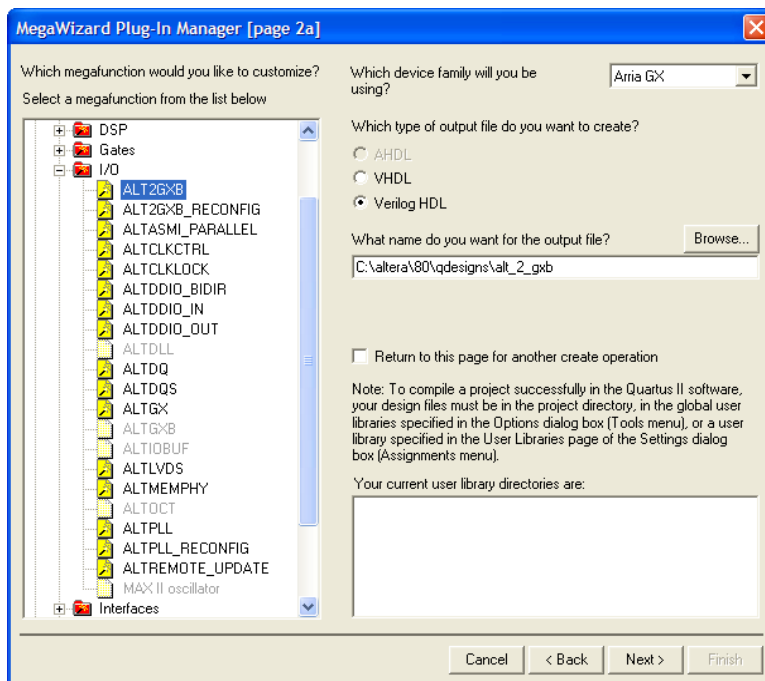 MegaWizard Plug-In Manager [page 2a]
Which megafunction would you like to customize?
Select a megafunction from the list below
DSP
Gates
I/O
ALT2GXB
ALT2GXB_RECONFIG
ALTASMI_PARALLEL
ALTCLKCTRL
ALTCLKLOCK
ALTDDIO_BIDIR
ALTDDIO_IN
ALTDDIO_OUT
ALTDLL
ALTDQ
ALTDQS
ALTGX
ALTGXB
ALTIOBUF
ALTLVDS
ALTMEMPHY
ALTOCT
ALTPLL
ALTPLL_RECONFIG
ALTREMOTE_UPDATE
MAX II oscillator
Interfaces
Which device family will you be
using?
Arria GX
Which type of output file do you want to create?
AHDL
VHDL
Verilog HDL
What name do you want for the output file?
Browse...
C:\altera\80\qdesigns\alt_2_gxb
Return to this page for another create operation
Note: To compile a project successfully in the Quartus II software,
your design files must be in the project directory, in the global user
libraries specified in the Options dialog box (Tools menu), or a user
library specified in the User Libraries page of the Settings dialog
box (Assignments menu).
Your current user library directories are:
Cancel
< Back
Next >
Finish